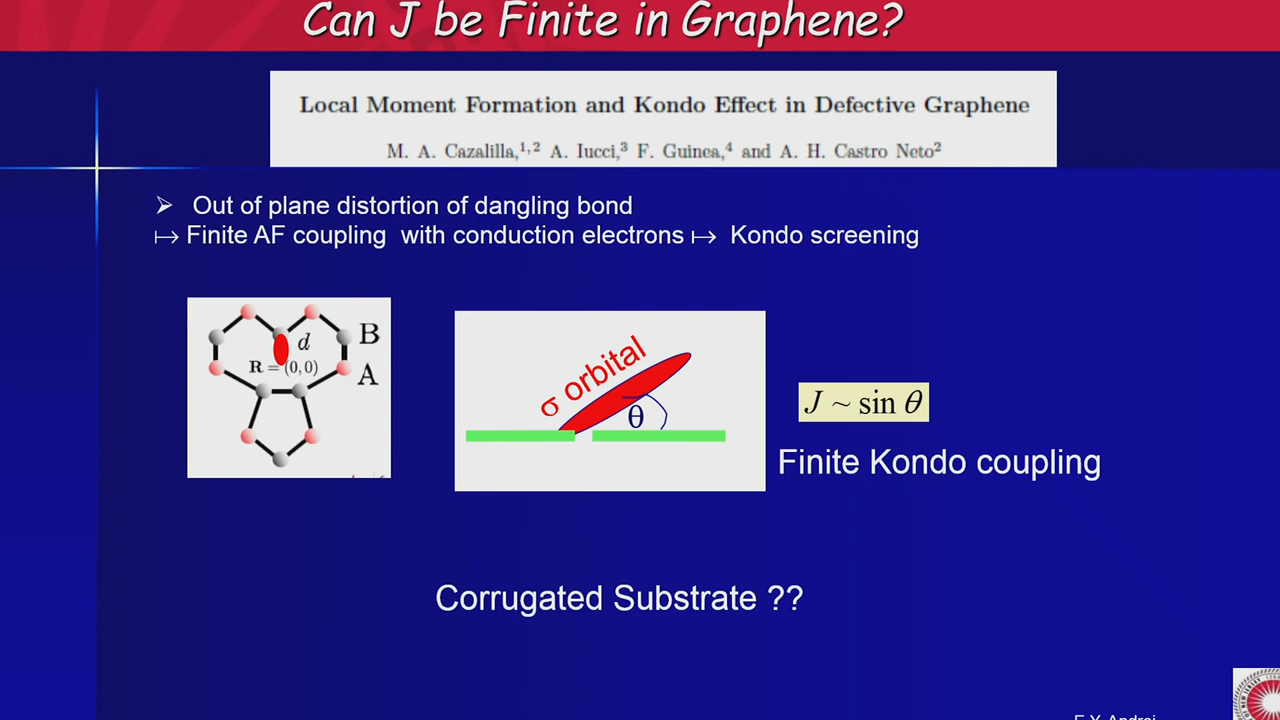 Can J be Finite in Graphene?
Local Moment Formation and Kondo Effect in Defective Graphene
M. A. Cazalilla,¹,² A. Iucci,³ F. Guinea,⁴ and A. H. Castro Neto²
➢ Out of plane distortion of dangling bond
↦ Finite AF coupling with conduction electrons ↦ Kondo screening
B
d
R = (0,0)
A
σ orbital
θ
J ~ sin θ
Finite Kondo coupling
Corrugated Substrate ??
E.Y. Andrei